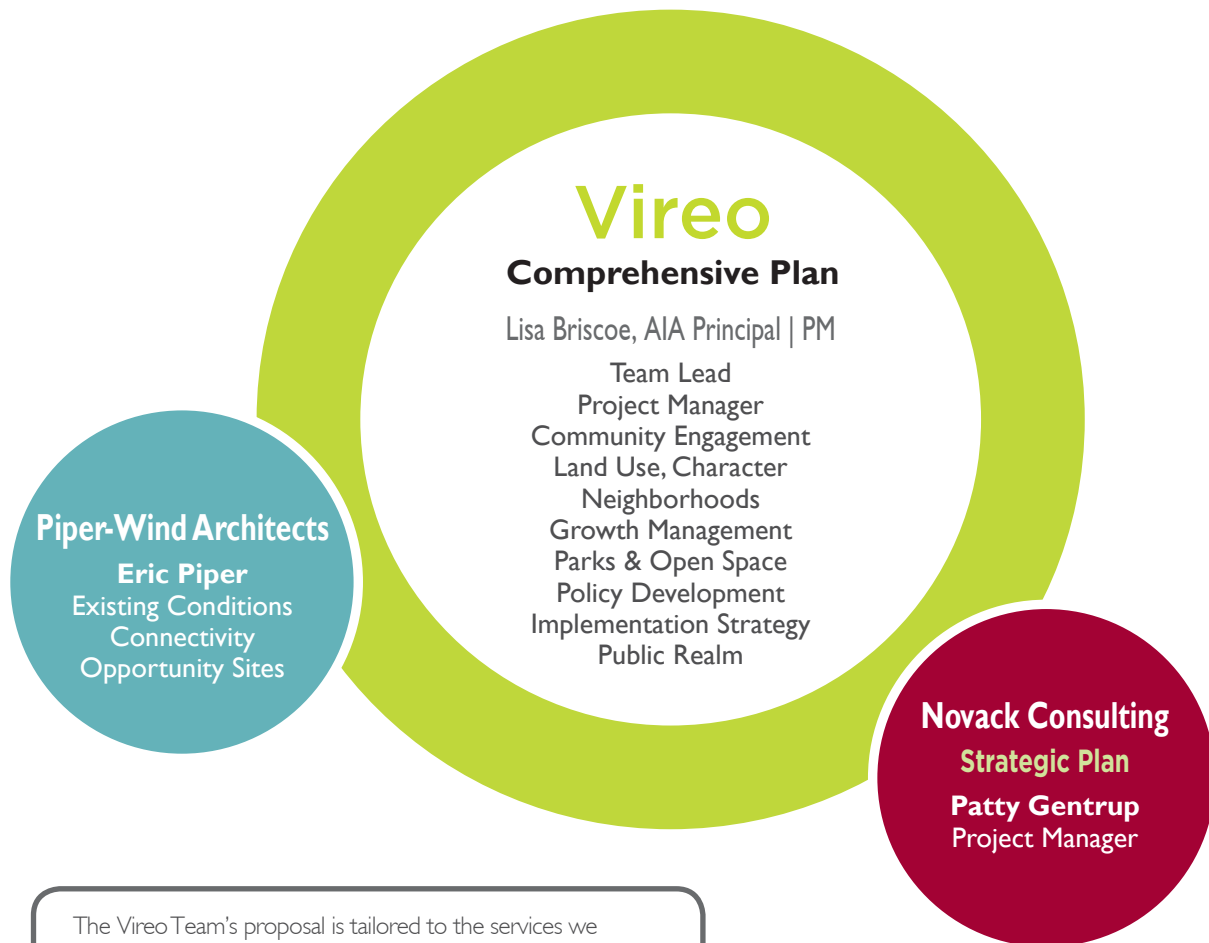 Vireo
Comprehensive Plan
Lisa Briscoe, AIA Principal | PM
Team Lead
Project Manager
Community Engagement
Land Use, Character
Neighborhoods
Growth Management
Parks & Open Space
Policy Development
Implementation Strategy
Public Realm
Piper-Wind Architects
Eric Piper
Existing Conditions
Connectivity
Opportunity Sites
Novack Consulting
Strategic Plan
Patty Gentrup
Project Manager
The Vireo Team’s proposal is tailored to the services we